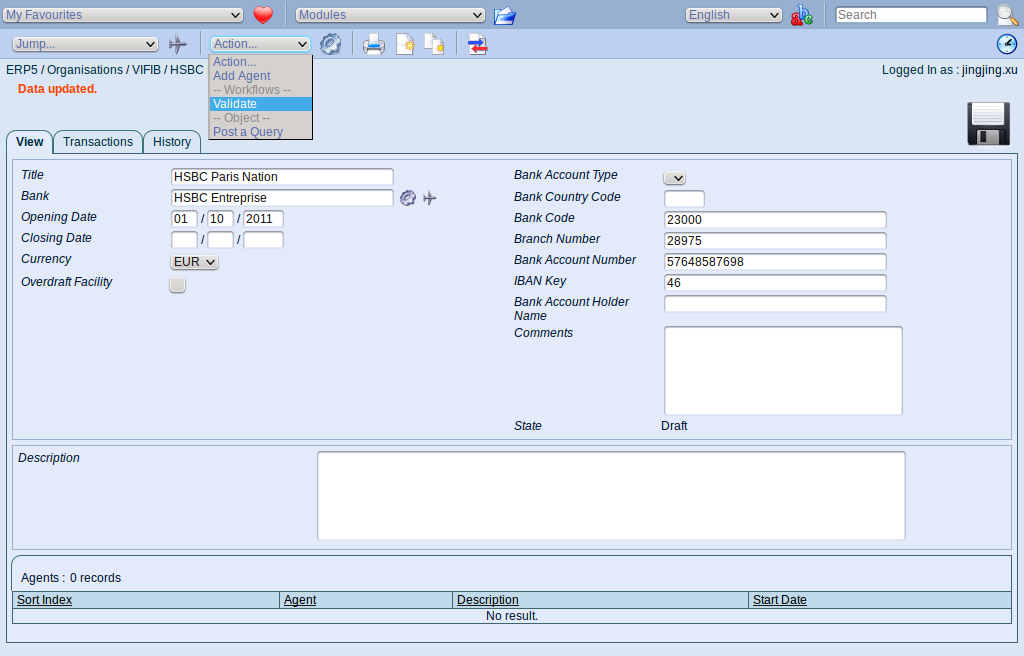 My Favourites
Modules
English
Search
Jump...
Action...
Action...
Add Agent
-- Workflows --
Validate
-- Object --
Post a Query
ERP5 / Organisations / VIFIB / HSBC
Logged In as : jingjing.xu
Data updated.
View
Transactions
History
Title
HSBC Paris Nation
Bank
HSBC Entreprise
Opening Date
01 / 10 / 2011
Closing Date
/ /
Currency
EUR
Overdraft Facility
Bank Account Type
Bank Country Code
Bank Code
23000
Branch Number
28975
Bank Account Number
57648587698
IBAN Key
46
Bank Account Holder
Name
Comments
State
Draft
Description
Agents : 0 records
Sort Index
Agent
Description
Start Date
No result.